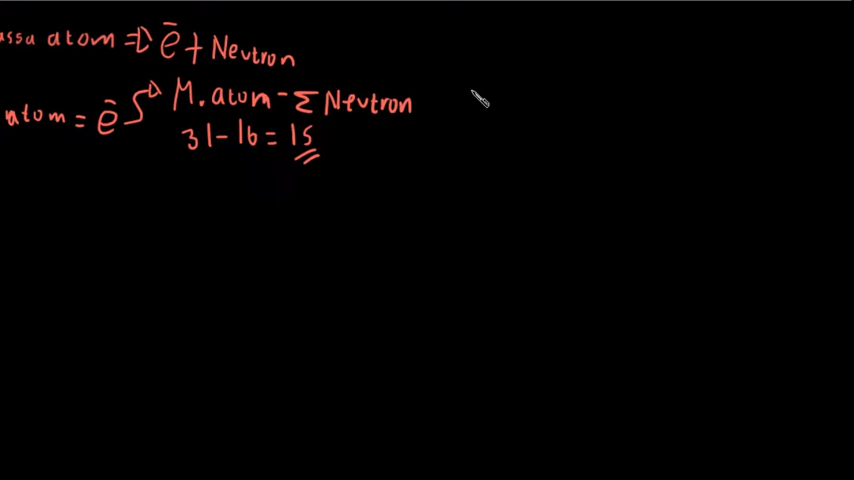 assa atom => ē + Neutron
atom = ē → M. atom - Σ Neutron
31 - 16 = 15